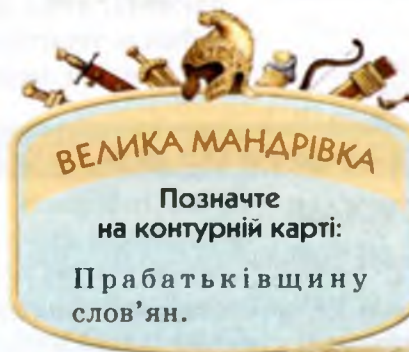 ВЕЛИКА МАНДРІВКА
Позначте
на контурній карті:
Прабатьківщину
слов’ян.